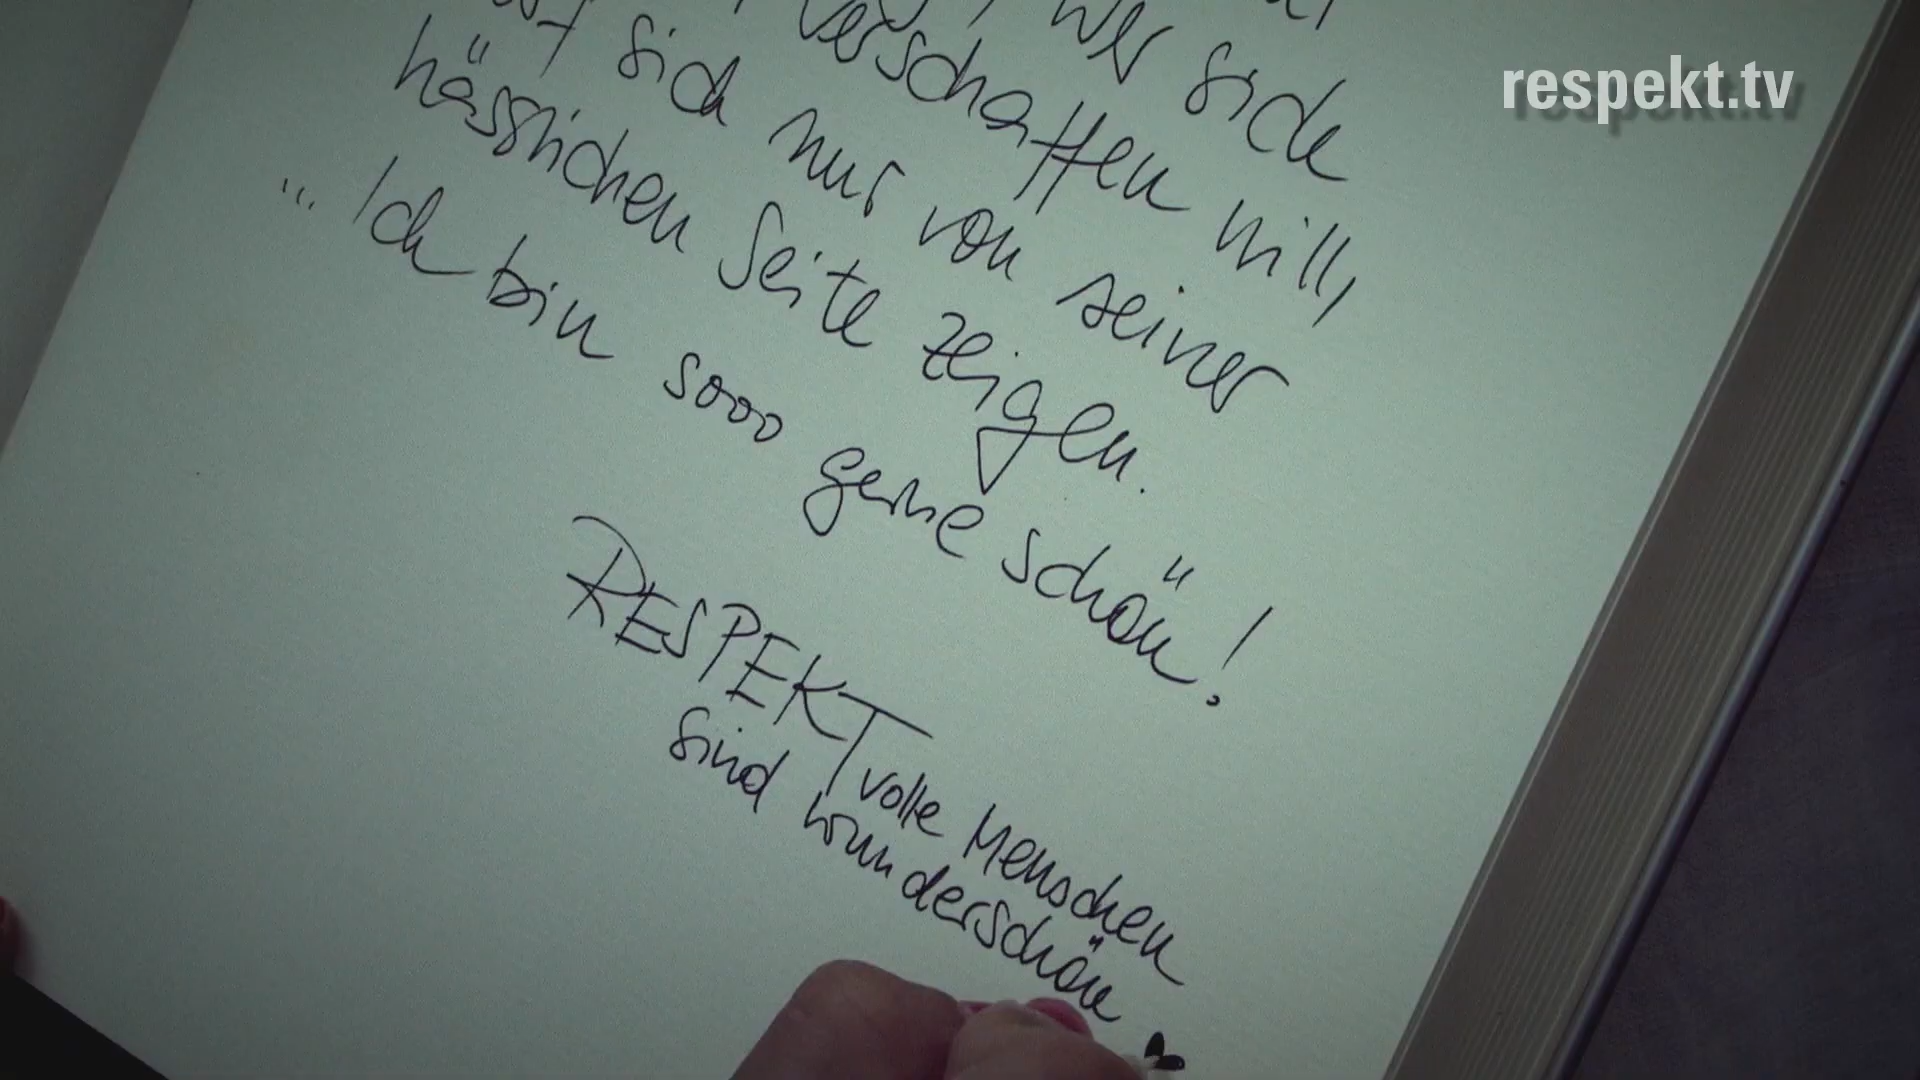 respekt.tv
wer sich
verschaffen will,
sich nur von seiner
hässlichen Seite zeigen.
... Ich bin sooo gerne schön!
RESPEKTvolle Menschen
sind wunderschön